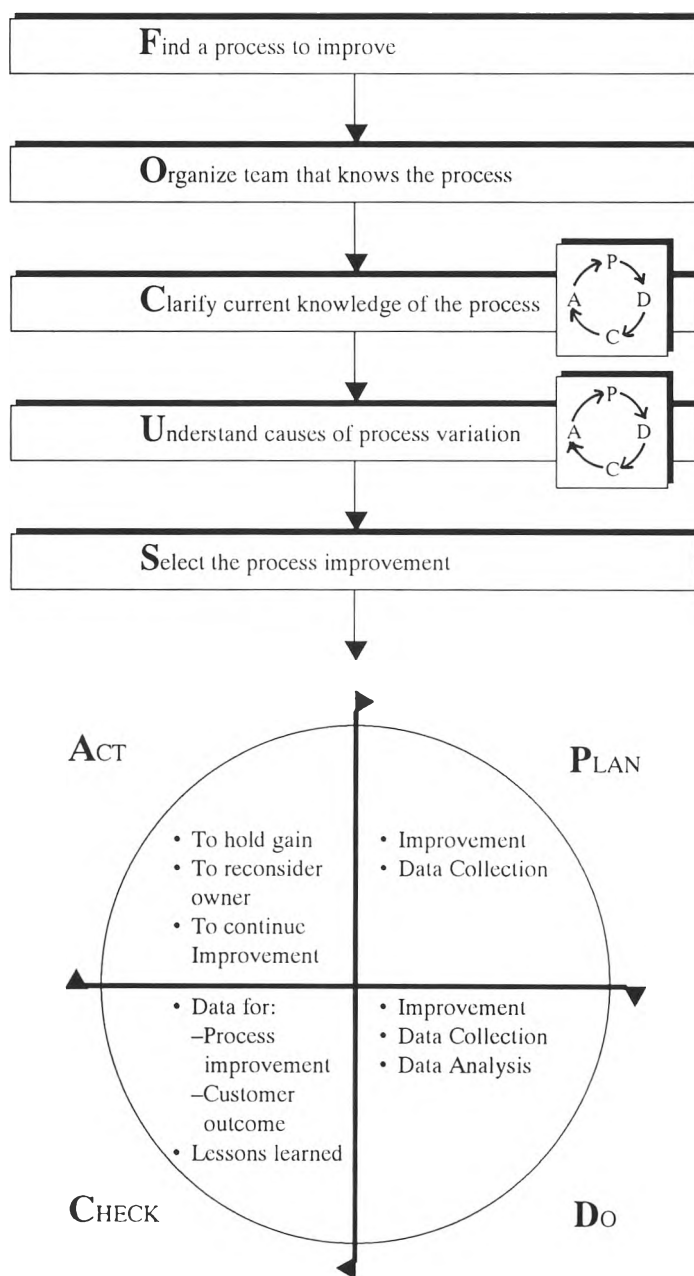 Find a process to improve
Organize team that knows the process
Clarify current knowledge of the process
P
A D
C
Understand causes of process variation
P
A D
C
Select the process improvement
ACT
PLAN
• To hold gain
• To reconsider
owner
• To continue
Improvement
• Improvement
• Data Collection
• Data for:
–Process
improvement
–Customer
outcome
• Lessons learned
• Improvement
• Data Collection
• Data Analysis
CHECK
DO